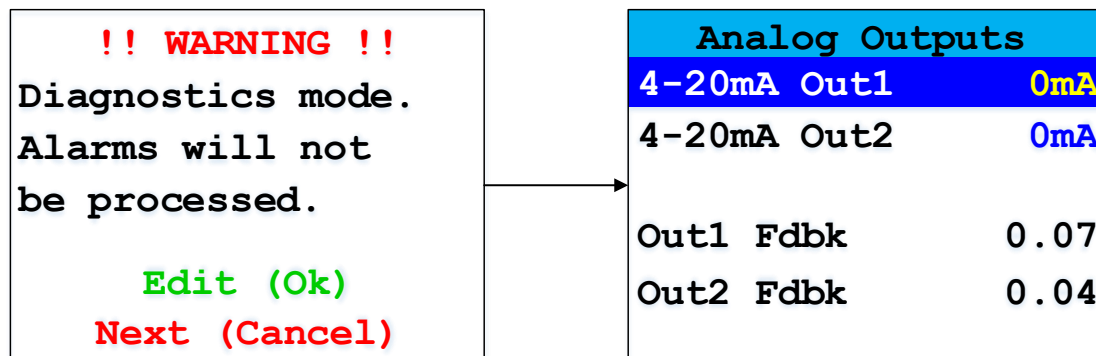 !! WARNING !!
Diagnostics mode.
Alarms will not
be processed.
Edit (Ok)
Next (Cancel)
Analog Outputs
4-20mA Out1 0mA
4-20mA Out2 0mA
Out1 Fdbk 0.07
Out2 Fdbk 0.04